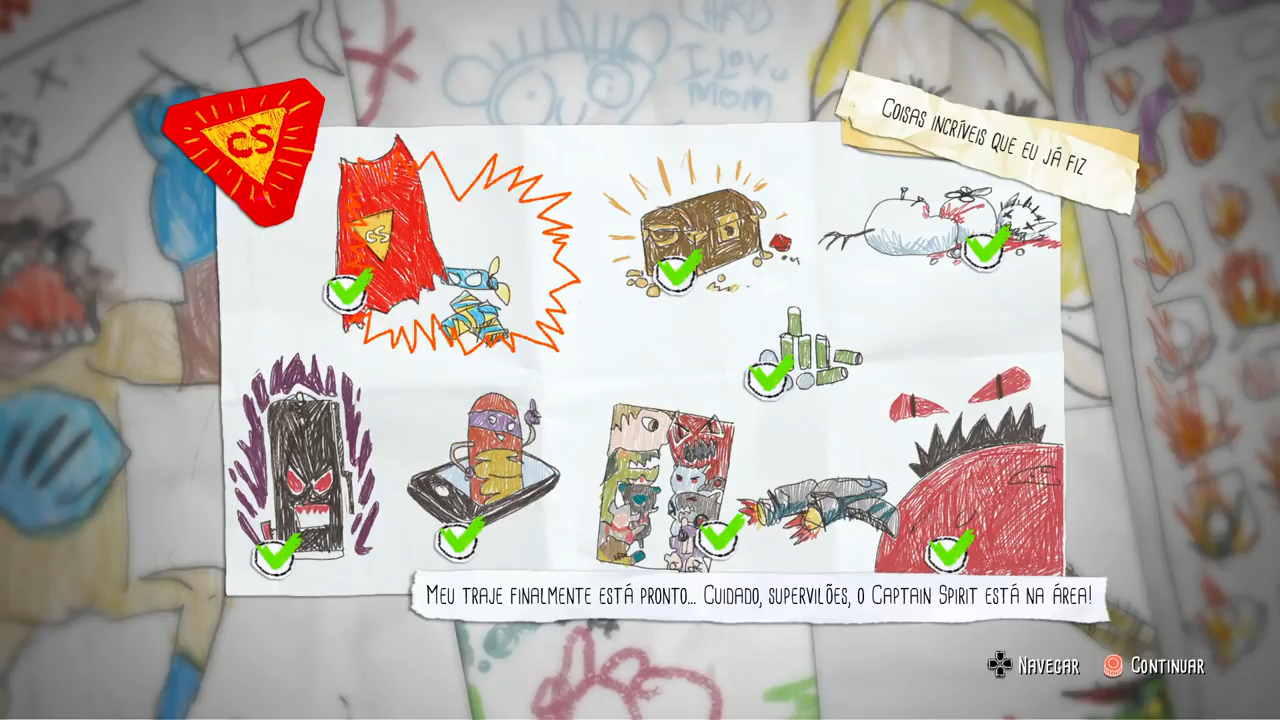 CHRIS
I LOV u
MOM
CS
COISAS INCRÍVEIS QUE EU JÁ FIZ
CS
MEU TRAJE FINALMENTE ESTÁ PRONTO... CUIDADO, SUPERVILÕES, O CAPTAIN SPIRIT ESTÁ NA ÁREA!
NAVEGAR
CONTINUAR